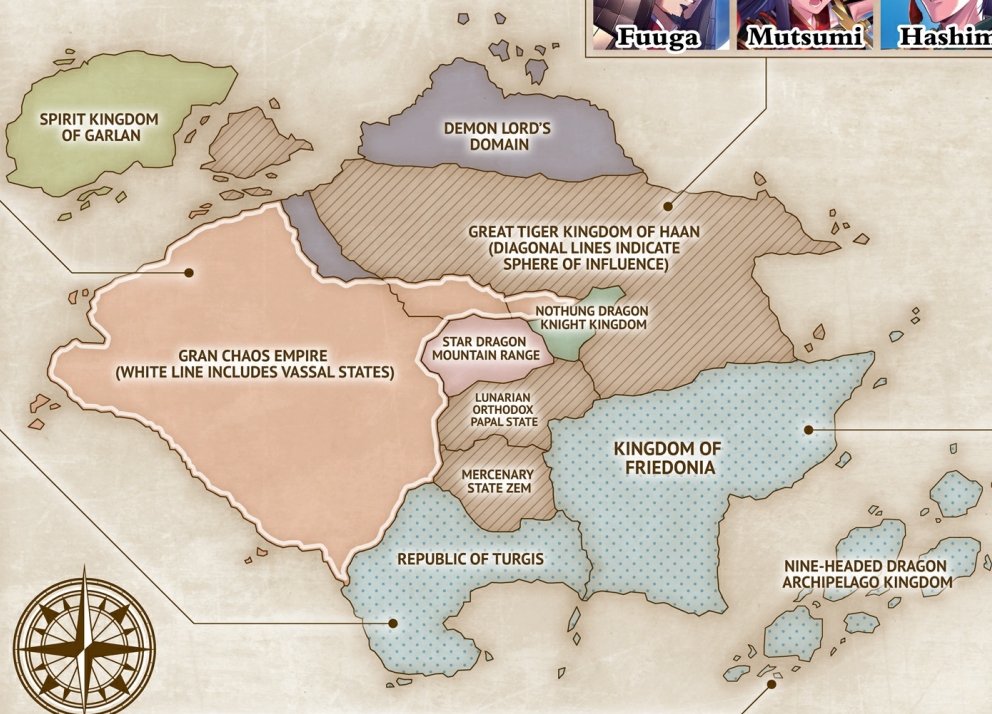 Fuuga
Mutsumi
Hashim
SPIRIT KINGDOM
OF GARLAN
DEMON LORD'S
DOMAIN
GREAT TIGER KINGDOM OF HAAN
(DIAGONAL LINES INDICATE
SPHERE OF INFLUENCE)
NOTHUNG DRAGON
KNIGHT KINGDOM
STAR DRAGON
MOUNTAIN RANGE
GRAN CHAOS EMPIRE
(WHITE LINE INCLUDES VASSAL STATES)
LUNARIAN
ORTHODOX
PAPAL STATE
KINGDOM OF
FRIEDONIA
MERCENARY
STATE ZEM
REPUBLIC OF TURGIS
NINE-HEADED DRAGON
ARCHIPELAGO KINGDOM